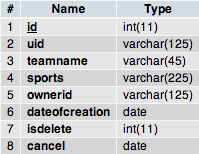 # Name Type
1 id int(11)
2 uid varchar(125)
3 teamname varchar(45)
4 sports varchar(225)
5 ownerid varchar(125)
6 dateofcreation date
7 isdelete int(11)
8 cancel date